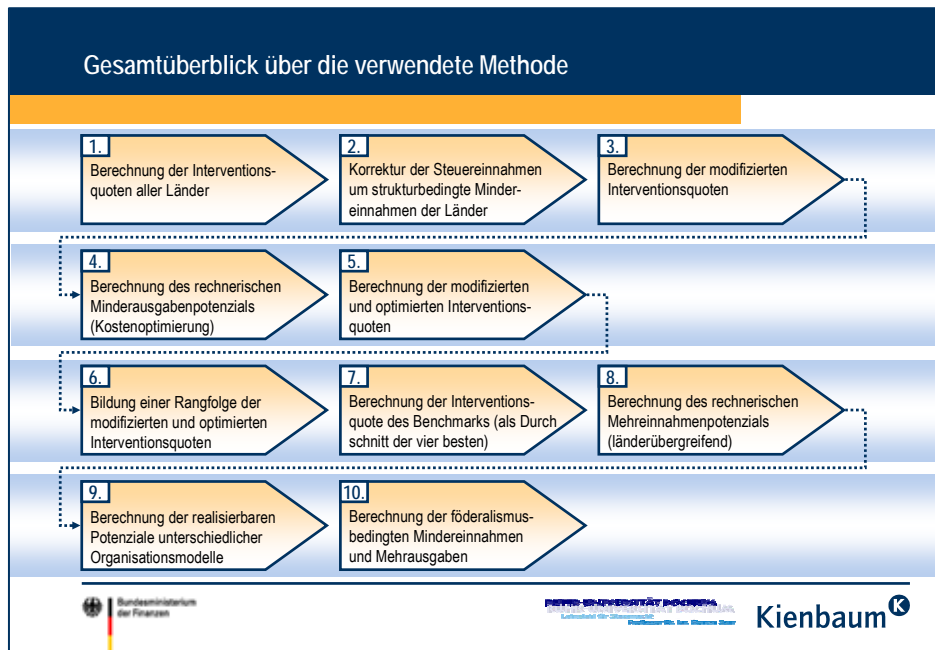 Gesamtüberblick über die verwendete Methode
1.
Berechnung der Interventions-
quoten aller Länder
2.
Korrektur der Steuereinnahmen
um strukturbedingte Minder-
einnahmen der Länder
3.
Berechnung der modifizierten
Interventionsquoten
4.
Berechnung des rechnerischen
Minderausgabenpotenzials
(Kostenoptimierung)
5.
Berechnung der modifizierten
und optimierten Interventions-
quoten
6.
Bildung einer Rangfolge der
modifizierten und optimierten
Interventionsquoten
7.
Berechnung der Interventions-
quote des Benchmarks (als Durch
schnitt der vier besten)
8.
Berechnung des rechnerischen
Mehreinnahmenpotenzials
(länderübergreifend)
9.
Berechnung der realisierbaren
Potenziale unterschiedlicher
Organisationsmodelle
10.
Berechnung der föderalismus-
bedingten Mindereinnahmen
und Mehrausgaben
Bundesministerium
der Finanzen
Lehrstuhl für Steuerrecht
Kienbaum K